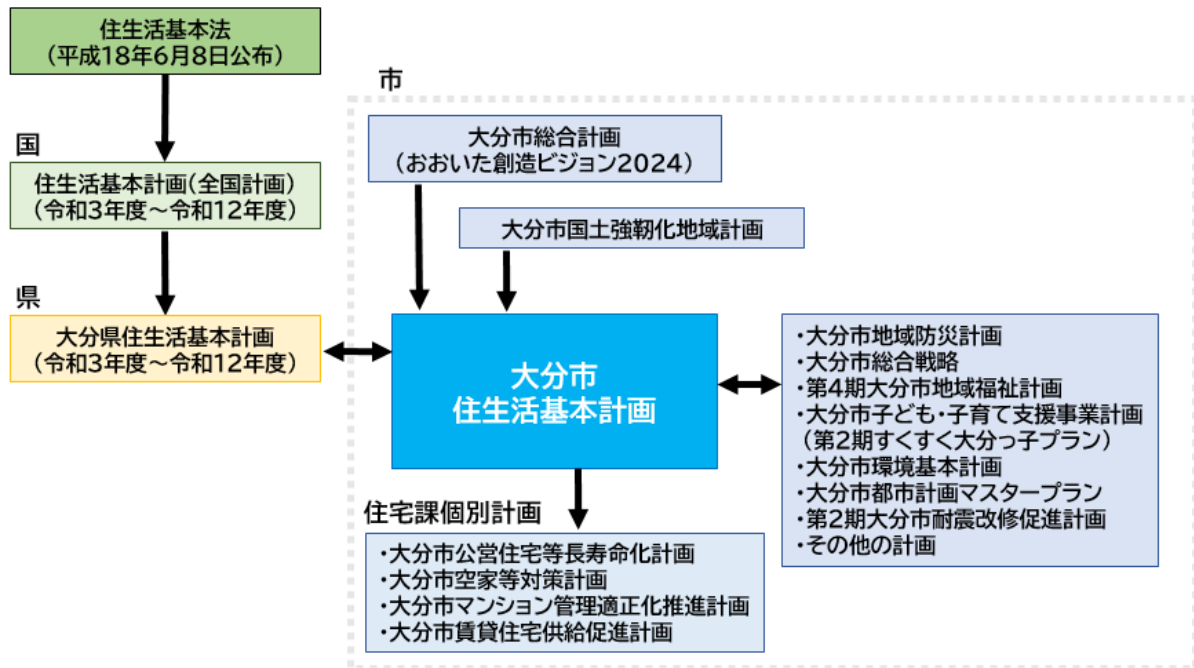 住生活基本法
(平成18年6月8日公布)
国
住生活基本計画(全国計画)
(令和3年度～令和12年度)
県
大分県住生活基本計画
(令和3年度～令和12年度)
市
大分市総合計画
(おおいた創造ビジョン2024)
大分市国土強靭化地域計画
大分市
住生活基本計画
・大分市地域防災計画
・大分市総合戦略
・第4期大分市地域福祉計画
・大分市子ども・子育て支援事業計画
(第2期すくすく大分っ子プラン)
・大分市環境基本計画
・大分市都市計画マスタープラン
・第2期大分市耐震改修促進計画
・その他の計画
住宅課個別計画
・大分市公営住宅等長寿命化計画
・大分市空家等対策計画
・大分市マンション管理適正化推進計画
・大分市賃貸住宅供給促進計画